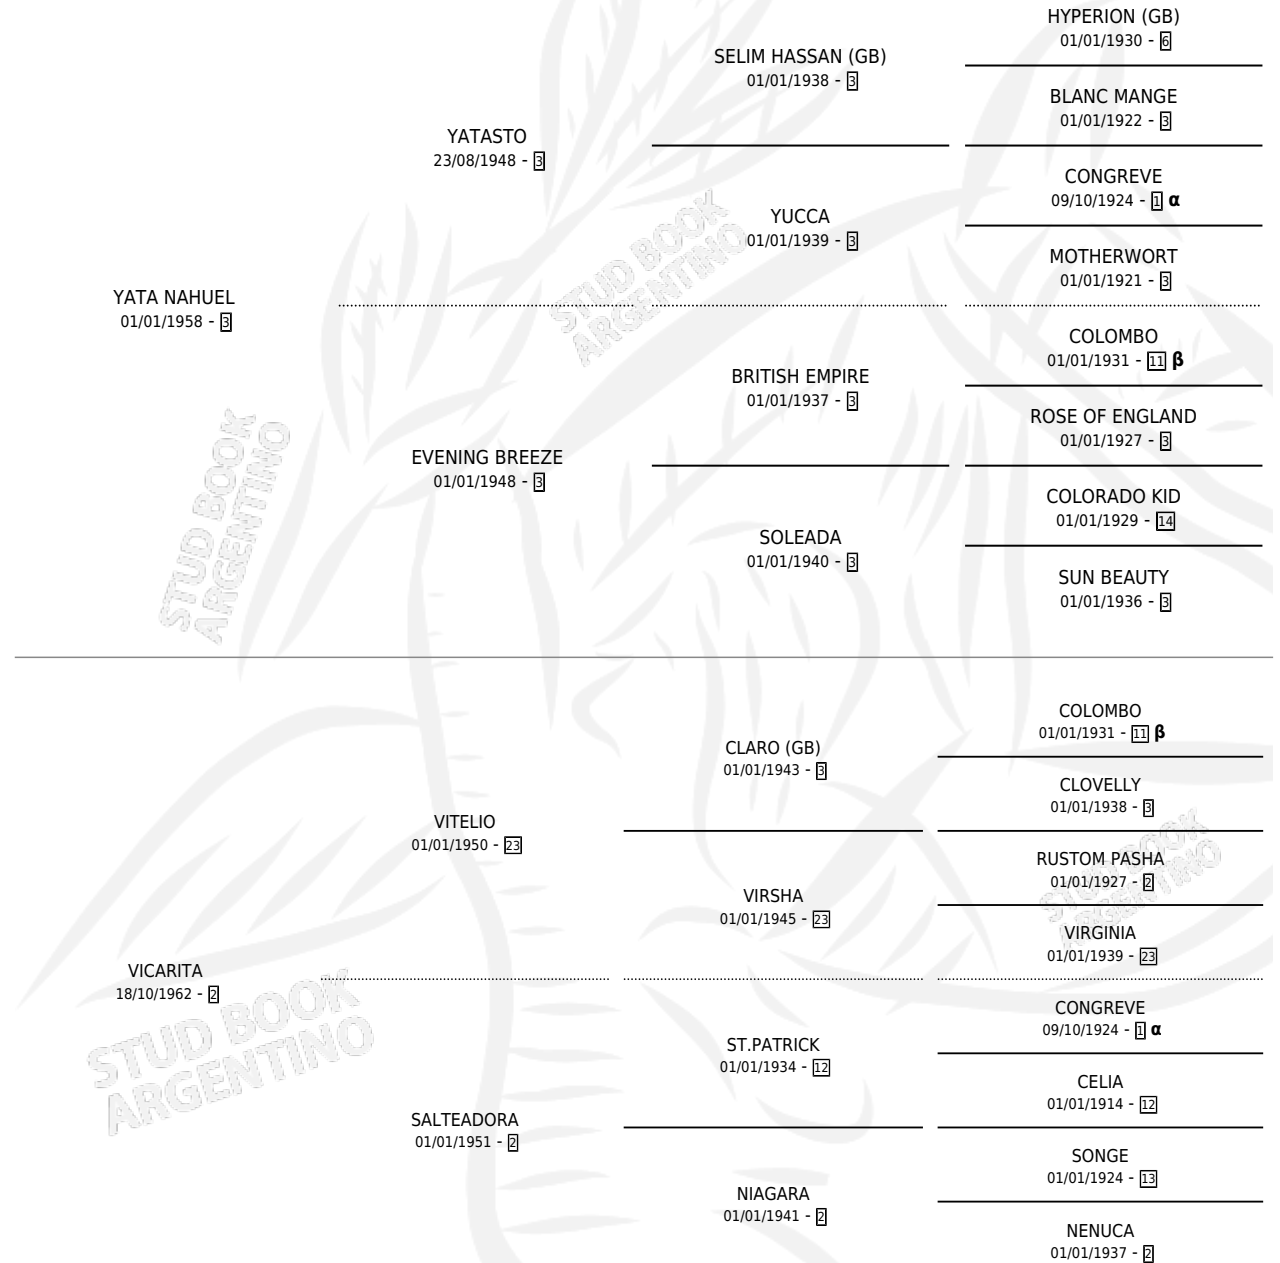 HYPERION (GB)
01/01/1930 - 6
SELIM HASSAN (GB)
01/01/1938 - 3
BLANC MANGE
01/01/1922 - 3
YATASTO
23/08/1948 - 3
CONGREVE
09/10/1924 - 1 α
YUCCA
01/01/1939 - 3
MOTHERWORT
01/01/1921 - 3
YATA NAHUEL
01/01/1958 - 3
COLOMBO
01/01/1931 - 11 β
BRITISH EMPIRE
01/01/1937 - 3
ROSE OF ENGLAND
01/01/1927 - 3
EVENING BREEZE
01/01/1948 - 3
COLORADO KID
01/01/1929 - 14
SOLEADA
01/01/1940 - 3
SUN BEAUTY
01/01/1936 - 3
COLOMBO
01/01/1931 - 11 β
CLARO (GB)
01/01/1943 - 3
CLOVELLY
01/01/1938 - 3
VITELIO
01/01/1950 - 23
RUSTOM PASHA
01/01/1927 - 2
VIRSHA
01/01/1945 - 23
VIRGINIA
01/01/1939 - 23
VICARITA
18/10/1962 - 2
CONGREVE
09/10/1924 - 1 α
ST.PATRICK
01/01/1934 - 12
CELIA
01/01/1914 - 12
SALTEADORA
01/01/1951 - 2
SONGE
01/01/1924 - 13
NIAGARA
01/01/1941 - 2
NENUCA
01/01/1937 - 2
STUD BOOK
ARGENTINO
STUD BOOK
ARGENTINO
STUD BOOK
ARGENTINO
STUD BOOK
ARGENTINO